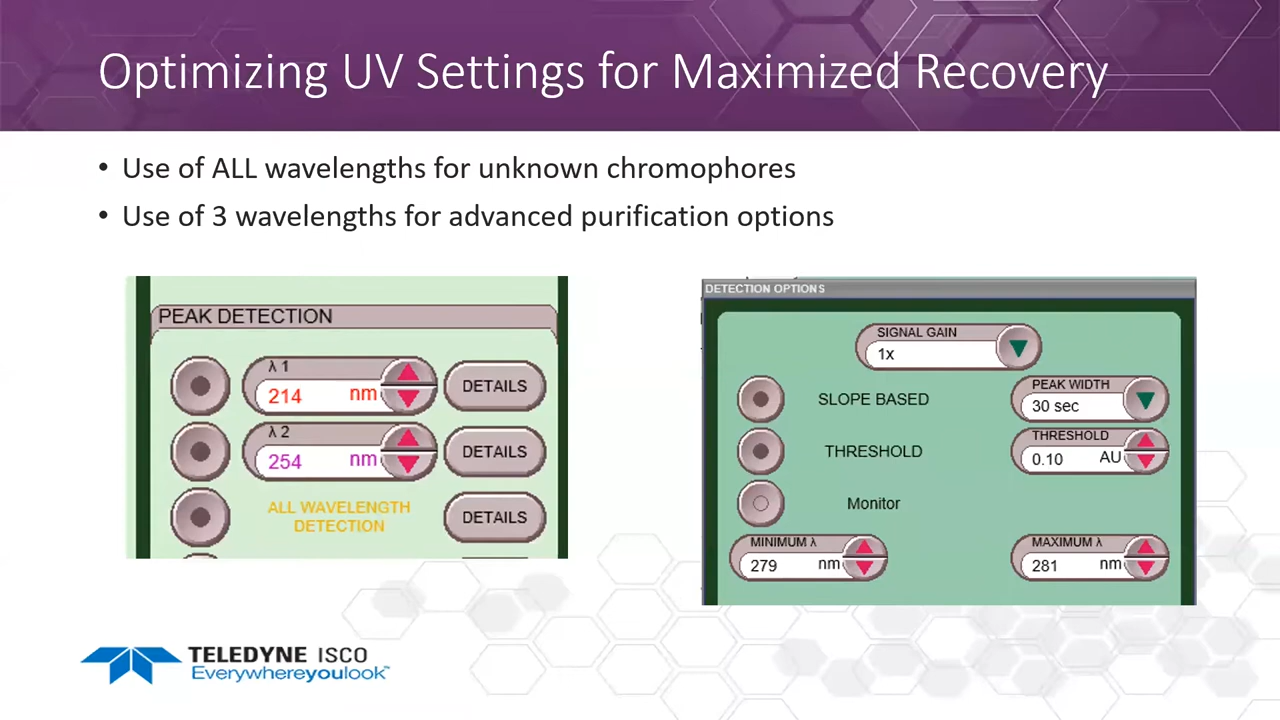 Optimizing UV Settings for Maximized Recovery
• Use of ALL wavelengths for unknown chromophores
• Use of 3 wavelengths for advanced purification options
PEAK DETECTION
λ 1
214 nm
DETAILS
λ 2
254 nm
DETAILS
ALL WAVELENGTH
DETECTION
DETAILS
DETECTION OPTIONS
SIGNAL GAIN
1x
SLOPE BASED
PEAK WIDTH
30 sec
THRESHOLD
THRESHOLD
0.10 AU
Monitor
MINIMUM λ
279 nm
MAXIMUM λ
281 nm
TELEDYNE ISCO
Everywhereyoulook™